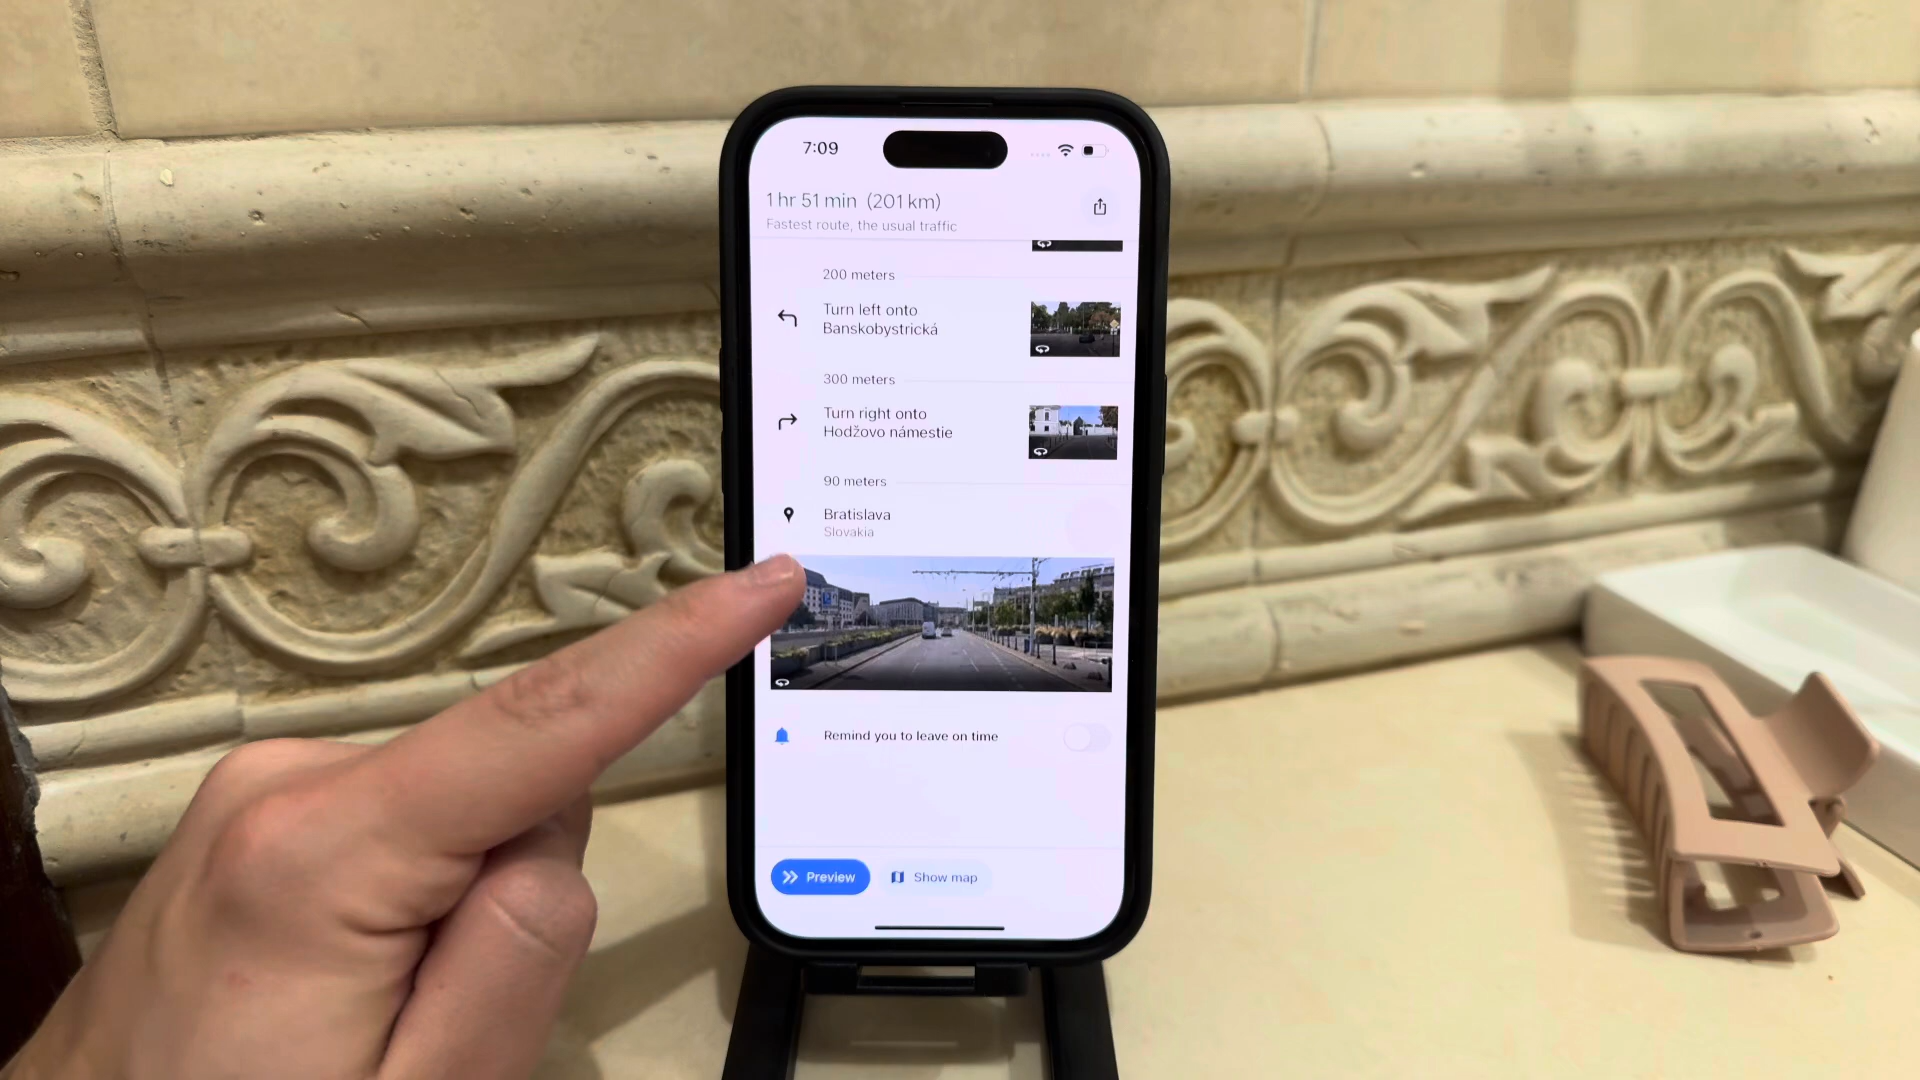 7:09
1 hr 51 min (201 km)
Fastest route, the usual traffic
200 meters
Turn left onto
Banskobystrická
300 meters
Turn right onto
Hodžovo námestie
90 meters
Bratislava
Slovakia
Remind you to leave on time
Preview
Show map